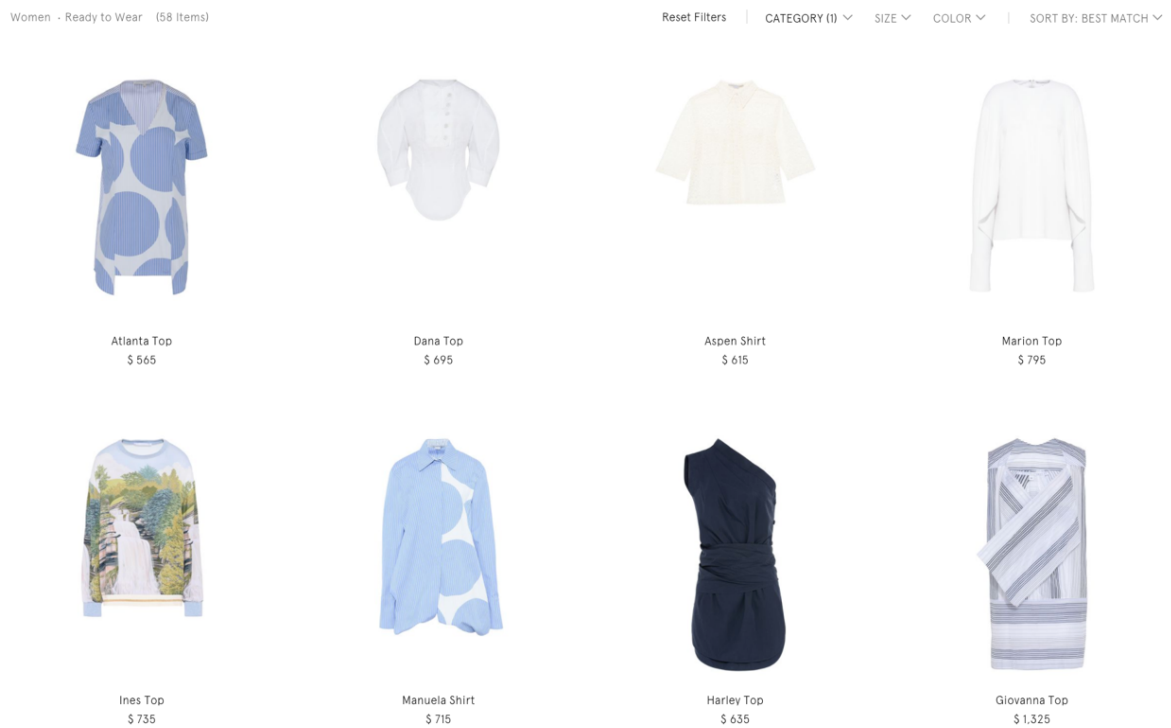 Women · Ready to Wear (58 Items) Reset Filters CATEGORY (1) SIZE COLOR SORT BY: BEST MATCH
Atlanta Top
$ 565
Dana Top
$ 695
Aspen Shirt
$ 615
Marion Top
$ 795
Ines Top
$ 735
Manuela Shirt
$ 715
Harley Top
$ 635
Giovanna Top
$ 1,325